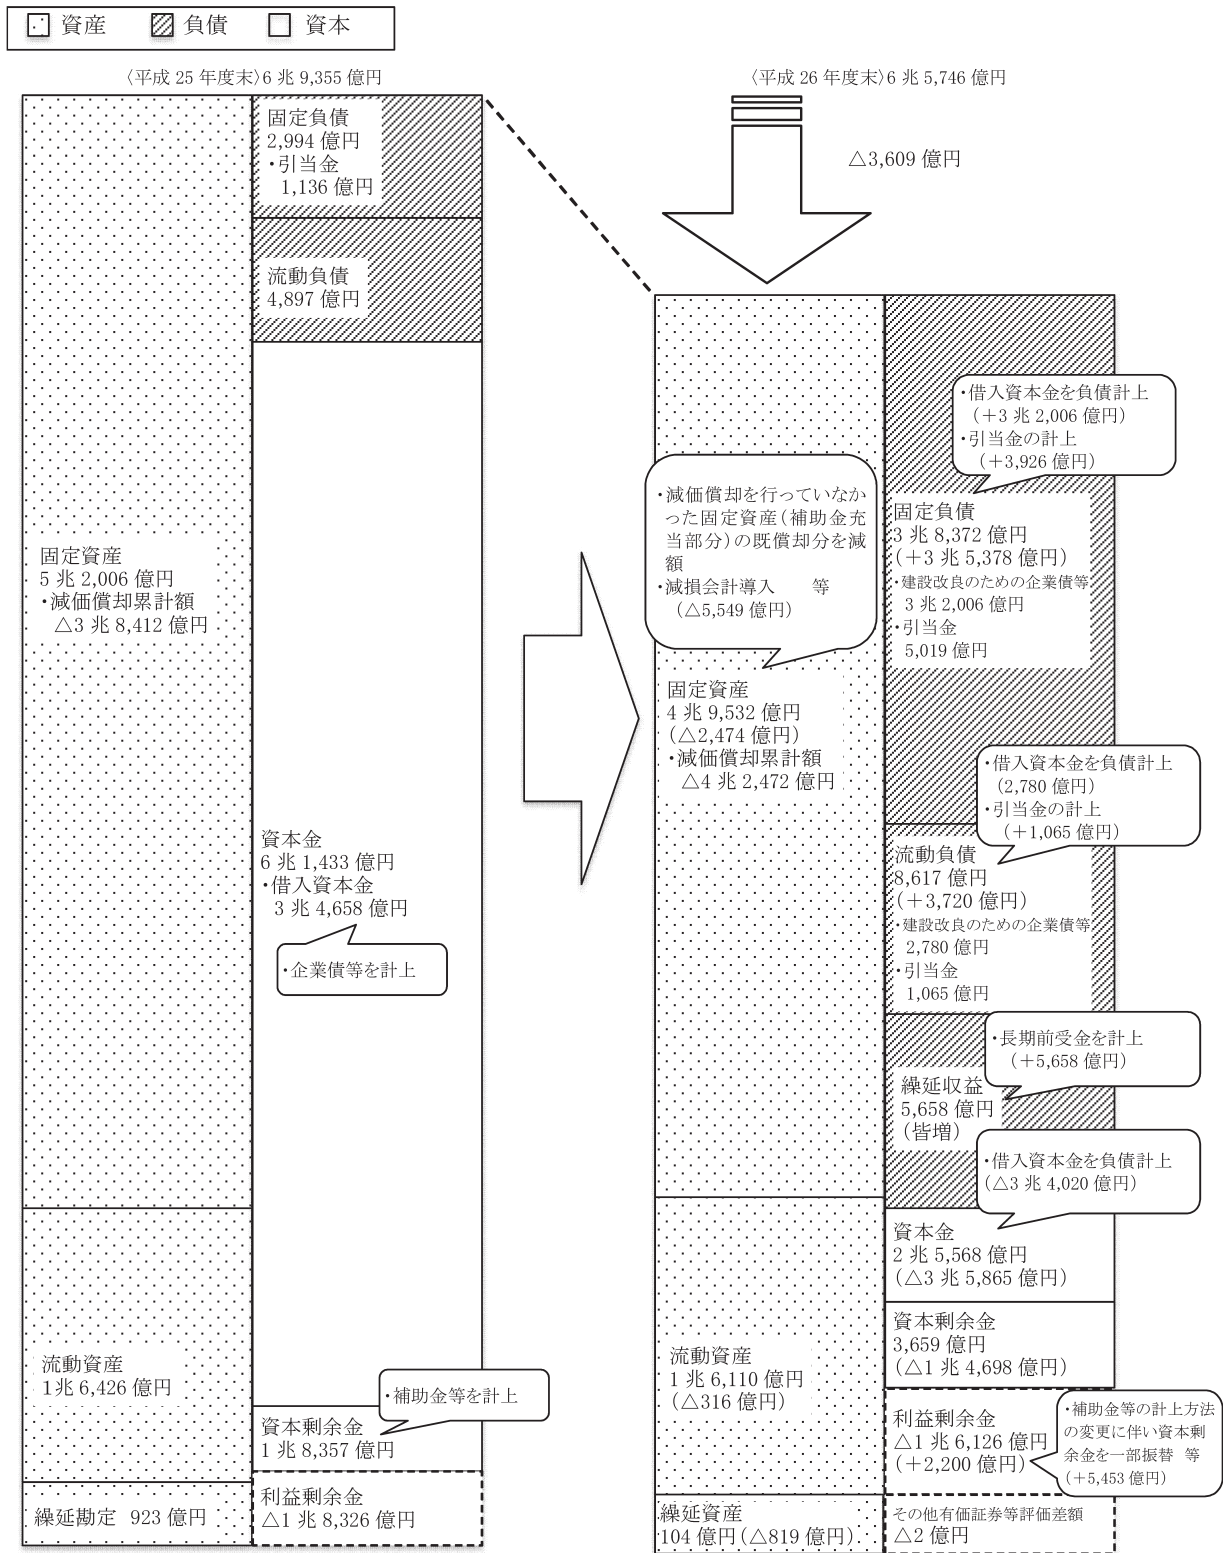 資産 負債 資本
〈平成 25 年度末〉6 兆 9,355 億円
固定負債
2,994 億円
・引当金
1,136 億円
流動負債
4,897 億円
固定資産
5 兆 2,006 億円
・減価償却累計額
△3 兆 8,412 億円
資本金
6 兆 1,433 億円
・借入資本金
3 兆 4,658 億円
・企業債等を計上
流動資産
1兆 6,426 億円
・補助金等を計上
資本剰余金
1 兆 8,357 億円
繰延勘定 923 億円
利益剰余金
△1 兆 8,326 億円
〈平成 26 年度末〉6 兆 5,746 億円
△3,609 億円
・借入資本金を負債計上
(+3 兆 2,006 億円)
・引当金の計上
(+3,926 億円)
・減価償却を行っていなか
った固定資産(補助金充
当部分)の既償却分を減
額
・減損会計導入 等
(△5,549 億円)
固定負債
3 兆 8,372 億円
(+3 兆 5,378 億円)
・建設改良のための企業債等
3 兆 2,006 億円
・引当金
5,019 億円
固定資産
4 兆 9,532 億円
(△2,474 億円)
・減価償却累計額
△4 兆 2,472 億円
・借入資本金を負債計上
(2,780 億円)
・引当金の計上
(+1,065 億円)
流動負債
8,617 億円
(+3,720 億円)
・建設改良のための企業債等
2,780 億円
・引当金
1,065 億円
・長期前受金を計上
(+5,658 億円)
繰延収益
5,658 億円
(皆増)
・借入資本金を負債計上
(△3 兆 4,020 億円)
資本金
2 兆 5,568 億円
(△3 兆 5,865 億円)
資本剰余金
3,659 億円
(△1 兆 4,698 億円)
流動資産
1 兆 6,110 億円
(△316 億円)
利益剰余金
△1 兆 6,126 億円
(+2,200 億円)
・補助金等の計上方法
の変更に伴い資本剰
余金を一部振替 等
(+5,453 億円)
繰延資産
104 億円(△819 億円)
その他有価証券等評価差額
△2 億円